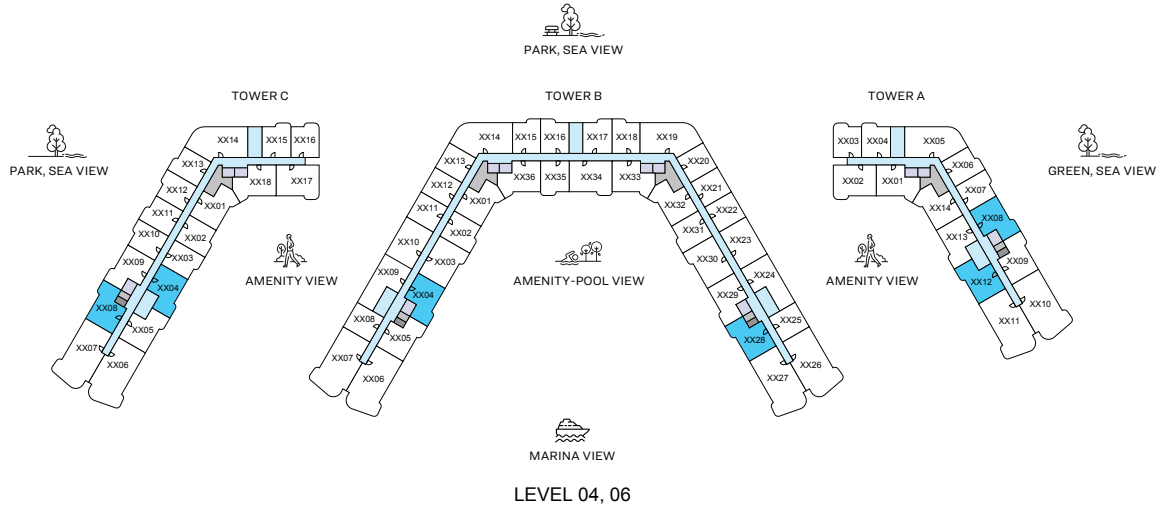 PARK, SEA VIEW
TOWER C
TOWER B
TOWER A
PARK, SEA VIEW
GREEN, SEA VIEW
XX14
XX15
XX16
XX13
XX12
XX11
XX10
XX09
XX08
XX07
XX06
XX05
XX04
XX03
XX02
XX01
XX18
XX17
XX14
XX15
XX16
XX17
XX18
XX19
XX13
XX12
XX11
XX10
XX09
XX08
XX07
XX06
XX05
XX04
XX03
XX02
XX01
XX36
XX35
XX34
XX33
XX32
XX31
XX30
XX29
XX28
XX27
XX26
XX25
XX24
XX23
XX22
XX21
XX20
XX03
XX04
XX05
XX06
XX07
XX08
XX09
XX10
XX11
XX12
XX13
XX14
XX01
XX02
AMENITY VIEW
AMENITY-POOL VIEW
AMENITY VIEW
MARINA VIEW
LEVEL 04, 06